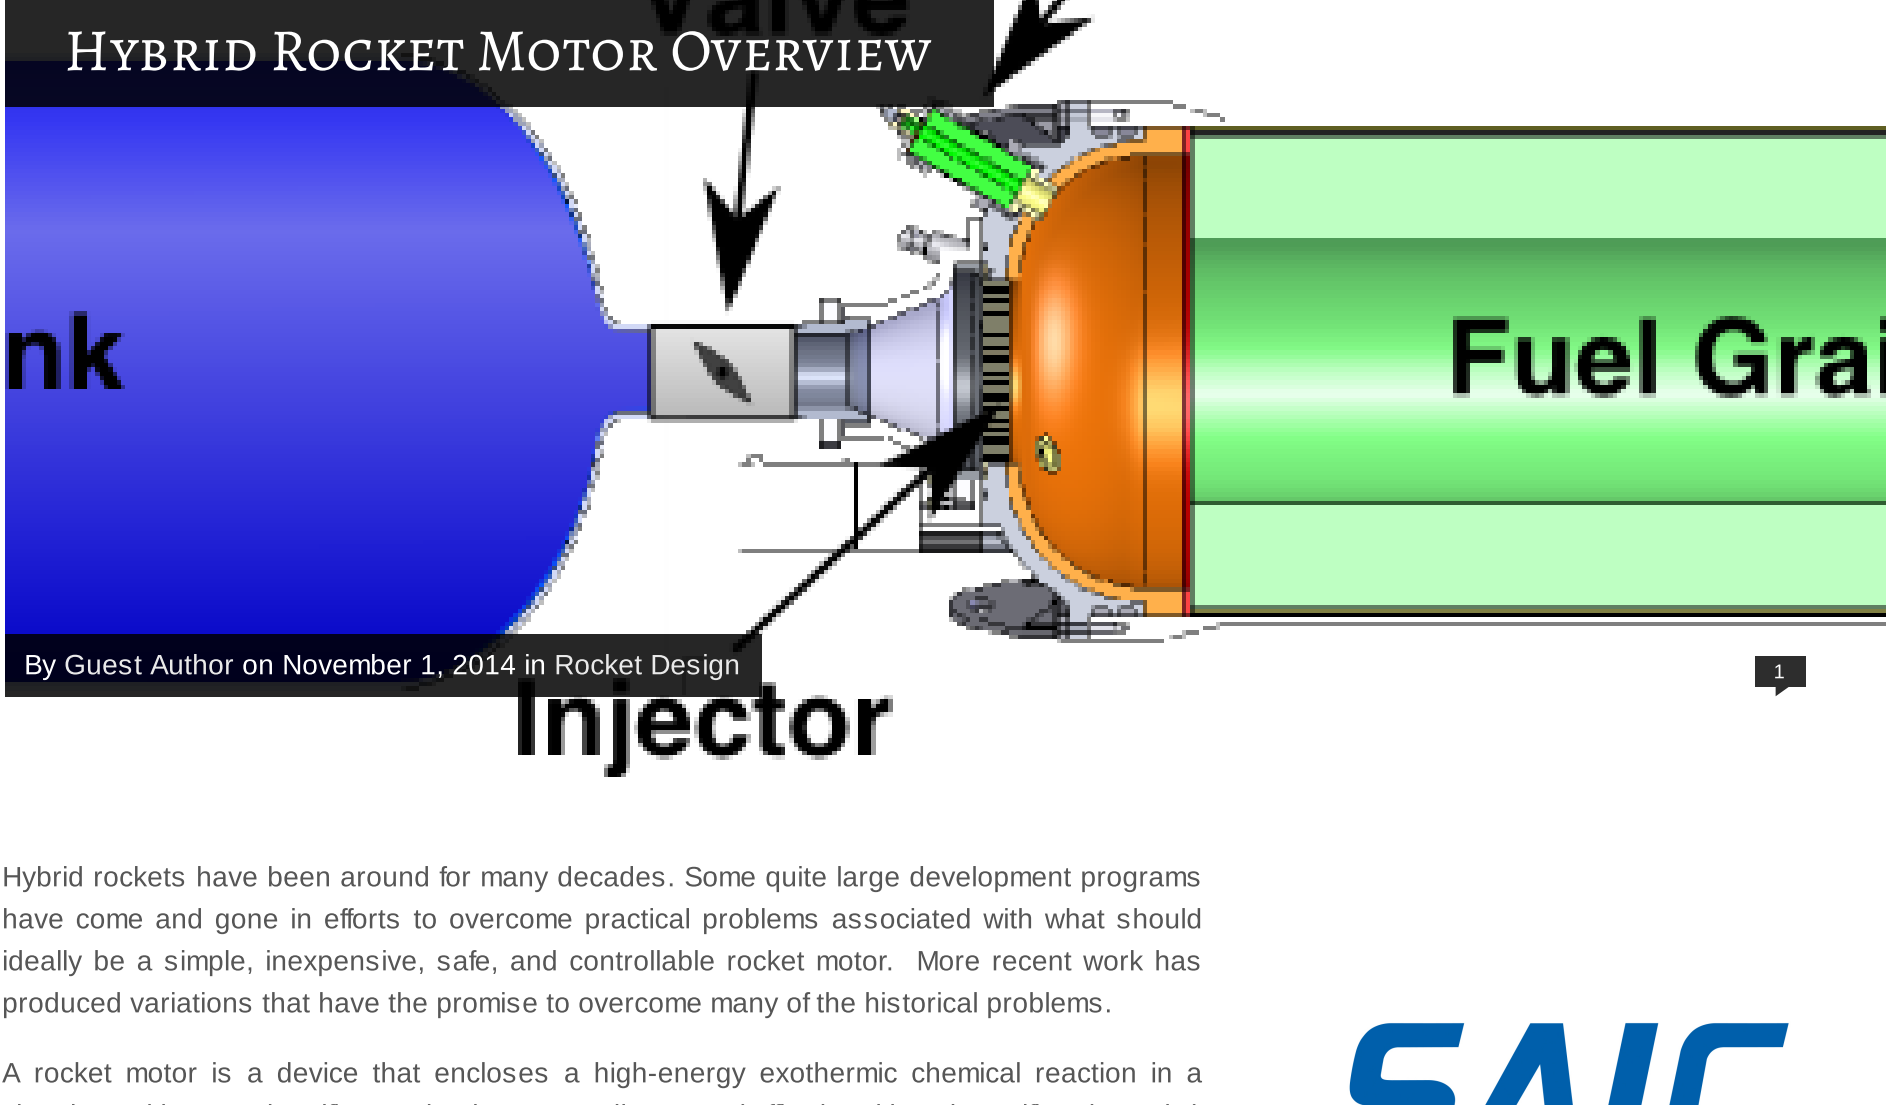 Valve
HYBRID ROCKET MOTOR OVERVIEW
nk
Fuel Grai
By Guest Author on November 1, 2014 in Rocket Design
1
Injector
Hybrid rockets have been around for many decades. Some quite large development programs
have come and gone in efforts to overcome practical problems associated with what should
ideally be a simple, inexpensive, safe, and controllable rocket motor.  More recent work has
produced variations that have the promise to overcome many of the historical problems.
SAIC
A rocket motor is a device that encloses a high-energy exothermic chemical reaction in a